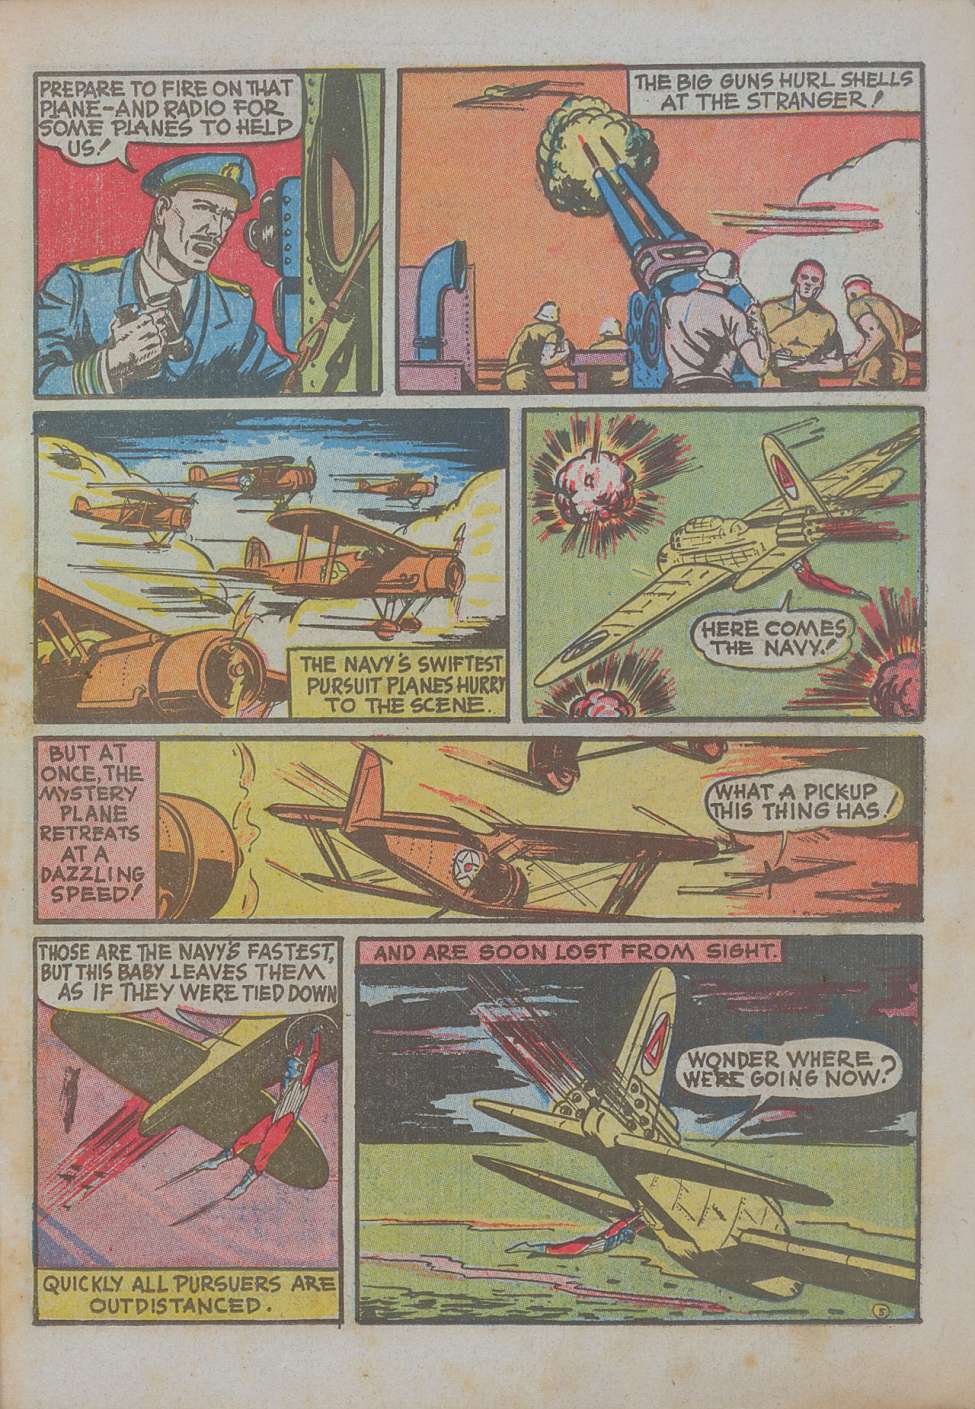 PREPARE TO FIRE ON THAT
PLANE-AND RADIO FOR
SOME PLANES TO HELP
US!
THE BIG GUNS HURL SHELLS
AT THE STRANGER!
THE NAVY'S SWIFTEST
PURSUIT PLANES HURRY
TO THE SCENE.
HERE COMES
THE NAVY!
BUT AT
ONCE, THE
MYSTERY
PLANE
RETREATS
AT A
DAZZLING
SPEED!
WHAT A PICKUP
THIS THING HAS!
THOSE ARE THE NAVY'S FASTEST,
BUT THIS BABY LEAVES THEM
AS IF THEY WERE TIED DOWN
QUICKLY ALL PURSUERS ARE
OUTDISTANCED.
AND ARE SOON LOST FROM SIGHT.
WONDER WHERE
WE'RE GOING NOW?
5